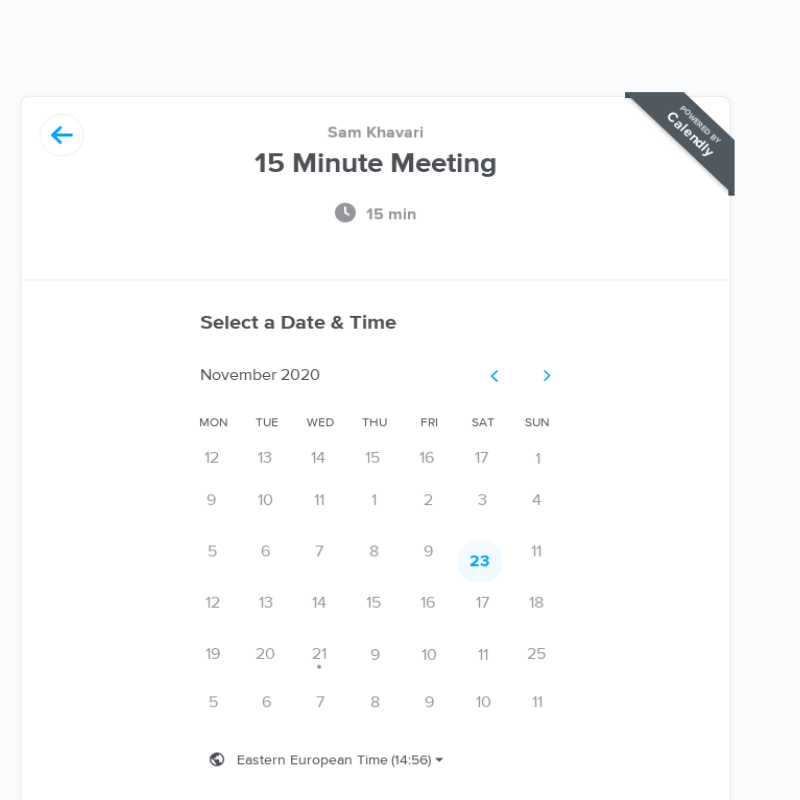 POWERED BY
Calendly
Sam Khavari
15 Minute Meeting
15 min
Select a Date & Time
November 2020
MON TUE WED THU FRI SAT SUN
12 13 14 15 16 17 1
9 10 11 1 2 3 4
5 6 7 8 9 23 11
12 13 14 15 16 17 18
19 20 21 9 10 11 25
5 6 7 8 9 10 11
Eastern European Time (14:56)